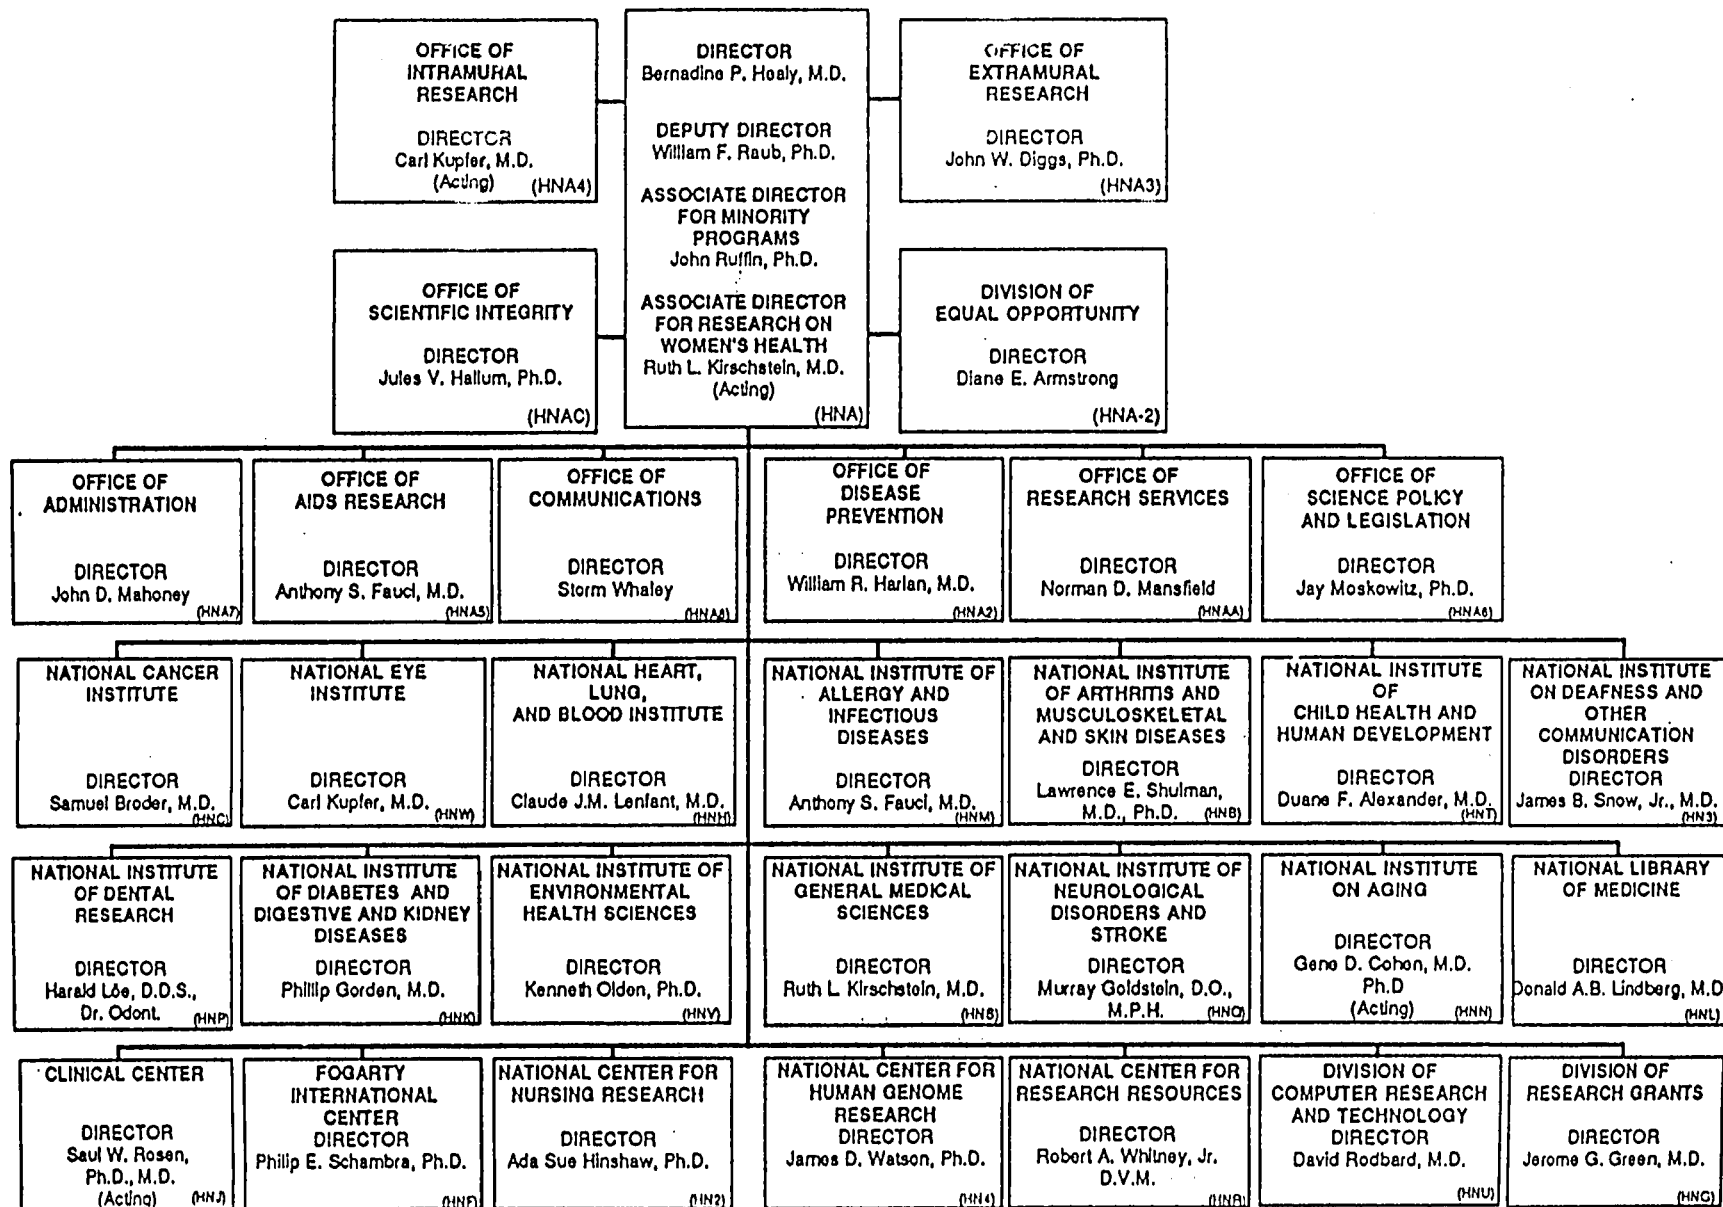 OFFICE OF
INTRAMURAL
RESEARCH
DIRECTOR
Carl Kupfer, M.D.
(Acting)
(HNA4)
DIRECTOR
Bernadine P. Healy, M.D.
DEPUTY DIRECTOR
William F. Raub, Ph.D.
ASSOCIATE DIRECTOR
FOR MINORITY
PROGRAMS
John Ruffin, Ph.D.
ASSOCIATE DIRECTOR
FOR RESEARCH ON
WOMEN'S HEALTH
Ruth L. Kirschstein, M.D.
(Acting)
(HNA)
OFFICE OF
EXTRAMURAL
RESEARCH
DIRECTOR
John W. Diggs, Ph.D.
(HNA3)
OFFICE OF
SCIENTIFIC INTEGRITY
DIRECTOR
Jules V. Hallum, Ph.D.
(HNAC)
DIVISION OF
EQUAL OPPORTUNITY
DIRECTOR
Diane E. Armstrong
(HNA-2)
OFFICE OF
ADMINISTRATION
DIRECTOR
John D. Mahoney
(HNA7)
OFFICE OF
AIDS RESEARCH
DIRECTOR
Anthony S. Fauci, M.D.
(HNA5)
OFFICE OF
COMMUNICATIONS
DIRECTOR
Storm Whaley
OFFICE OF
DISEASE
PREVENTION
DIRECTOR
William R. Harlan, M.D.
(HNA2)
OFFICE OF
RESEARCH SERVICES
DIRECTOR
Norman D. Mansfield
(HNAA)
OFFICE OF
SCIENCE POLICY
AND LEGISLATION
DIRECTOR
Jay Moskowitz, Ph.D.
(HNA6)
NATIONAL CANCER
INSTITUTE
DIRECTOR
Samuel Broder, M.D.
(HNC)
NATIONAL EYE
INSTITUTE
DIRECTOR
Carl Kupfer, M.D.
(HNW)
NATIONAL HEART,
LUNG,
AND BLOOD INSTITUTE
DIRECTOR
Claude J.M. Lenfant, M.D.
(HNH)
NATIONAL INSTITUTE OF
ALLERGY AND
INFECTIOUS
DISEASES
DIRECTOR
Anthony S. Fauci, M.D.
(HNM)
NATIONAL INSTITUTE
OF ARTHRITIS AND
MUSCULOSKELETAL
AND SKIN DISEASES
DIRECTOR
Lawrence E. Shulman,
M.D., Ph.D.
(HNB)
NATIONAL INSTITUTE
OF
CHILD HEALTH AND
HUMAN DEVELOPMENT
DIRECTOR
Duane F. Alexander, M.D.
(HNT)
NATIONAL INSTITUTE
ON DEAFNESS AND
OTHER
COMMUNICATION
DISORDERS
DIRECTOR
James B. Snow, Jr., M.D.
(HN3)
NATIONAL INSTITUTE
OF DENTAL
RESEARCH
DIRECTOR
Harald Löe, D.D.S.,
Dr. Odont.
(HNP)
NATIONAL INSTITUTE
OF DIABETES AND
DIGESTIVE AND KIDNEY
DISEASES
DIRECTOR
Phillip Gorden, M.D.
(HNK)
NATIONAL INSTITUTE OF
ENVIRONMENTAL
HEALTH SCIENCES
DIRECTOR
Kenneth Olden, Ph.D.
(HNV)
NATIONAL INSTITUTE OF
GENERAL MEDICAL
SCIENCES
DIRECTOR
Ruth L. Kirschstein, M.D.
(HNS)
NATIONAL INSTITUTE OF
NEUROLOGICAL
DISORDERS AND
STROKE
DIRECTOR
Murray Goldstein, D.O.,
M.P.H.
(HNQ)
NATIONAL INSTITUTE
ON AGING
DIRECTOR
Gene D. Cohen, M.D.
Ph.D
(Acting)
(HNN)
NATIONAL LIBRARY
OF MEDICINE
DIRECTOR
Donald A.B. Lindberg, M.D
(HNL)
CLINICAL CENTER
DIRECTOR
Saul W. Rosen,
Ph.D., M.D.
(Acting)
(HNJ)
FOGARTY
INTERNATIONAL
CENTER
DIRECTOR
Philip E. Schambra, Ph.D.
(HNF)
NATIONAL CENTER FOR
NURSING RESEARCH
DIRECTOR
Ada Sue Hinshaw, Ph.D.
(HN2)
NATIONAL CENTER FOR
HUMAN GENOME
RESEARCH
DIRECTOR
James D. Watson, Ph.D.
(HN4)
NATIONAL CENTER FOR
RESEARCH RESOURCES
DIRECTOR
Robert A. Whitney, Jr.
D.V.M.
(HNR)
DIVISION OF
COMPUTER RESEARCH
AND TECHNOLOGY
DIRECTOR
David Rodbard, M.D.
(HNU)
DIVISION OF
RESEARCH GRANTS
DIRECTOR
Jerome G. Green, M.D.
(HNG)